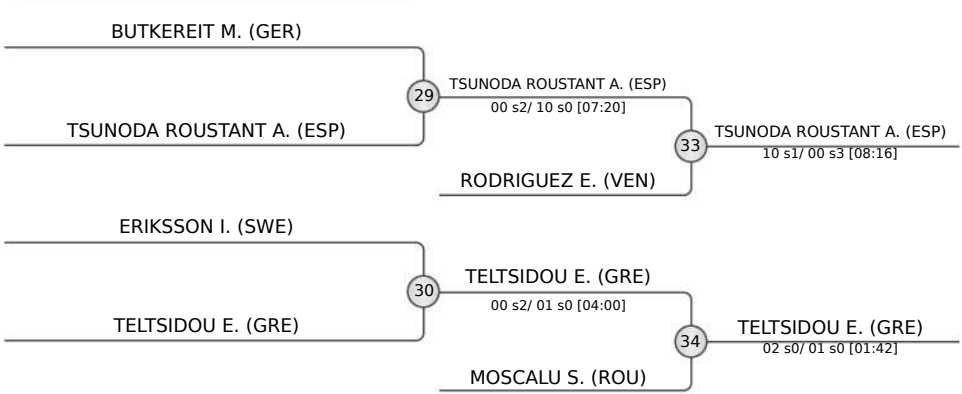 BUTKEREIT M. (GER)
29
TSUNODA ROUSTANT A. (ESP)
00 s2/ 10 s0 [07:20]
TSUNODA ROUSTANT A. (ESP)
33
TSUNODA ROUSTANT A. (ESP)
10 s1/ 00 s3 [08:16]
RODRIGUEZ E. (VEN)
ERIKSSON I. (SWE)
30
TELTSIDOU E. (GRE)
00 s2/ 01 s0 [04:00]
TELTSIDOU E. (GRE)
34
TELTSIDOU E. (GRE)
02 s0/ 01 s0 [01:42]
MOSCALU S. (ROU)